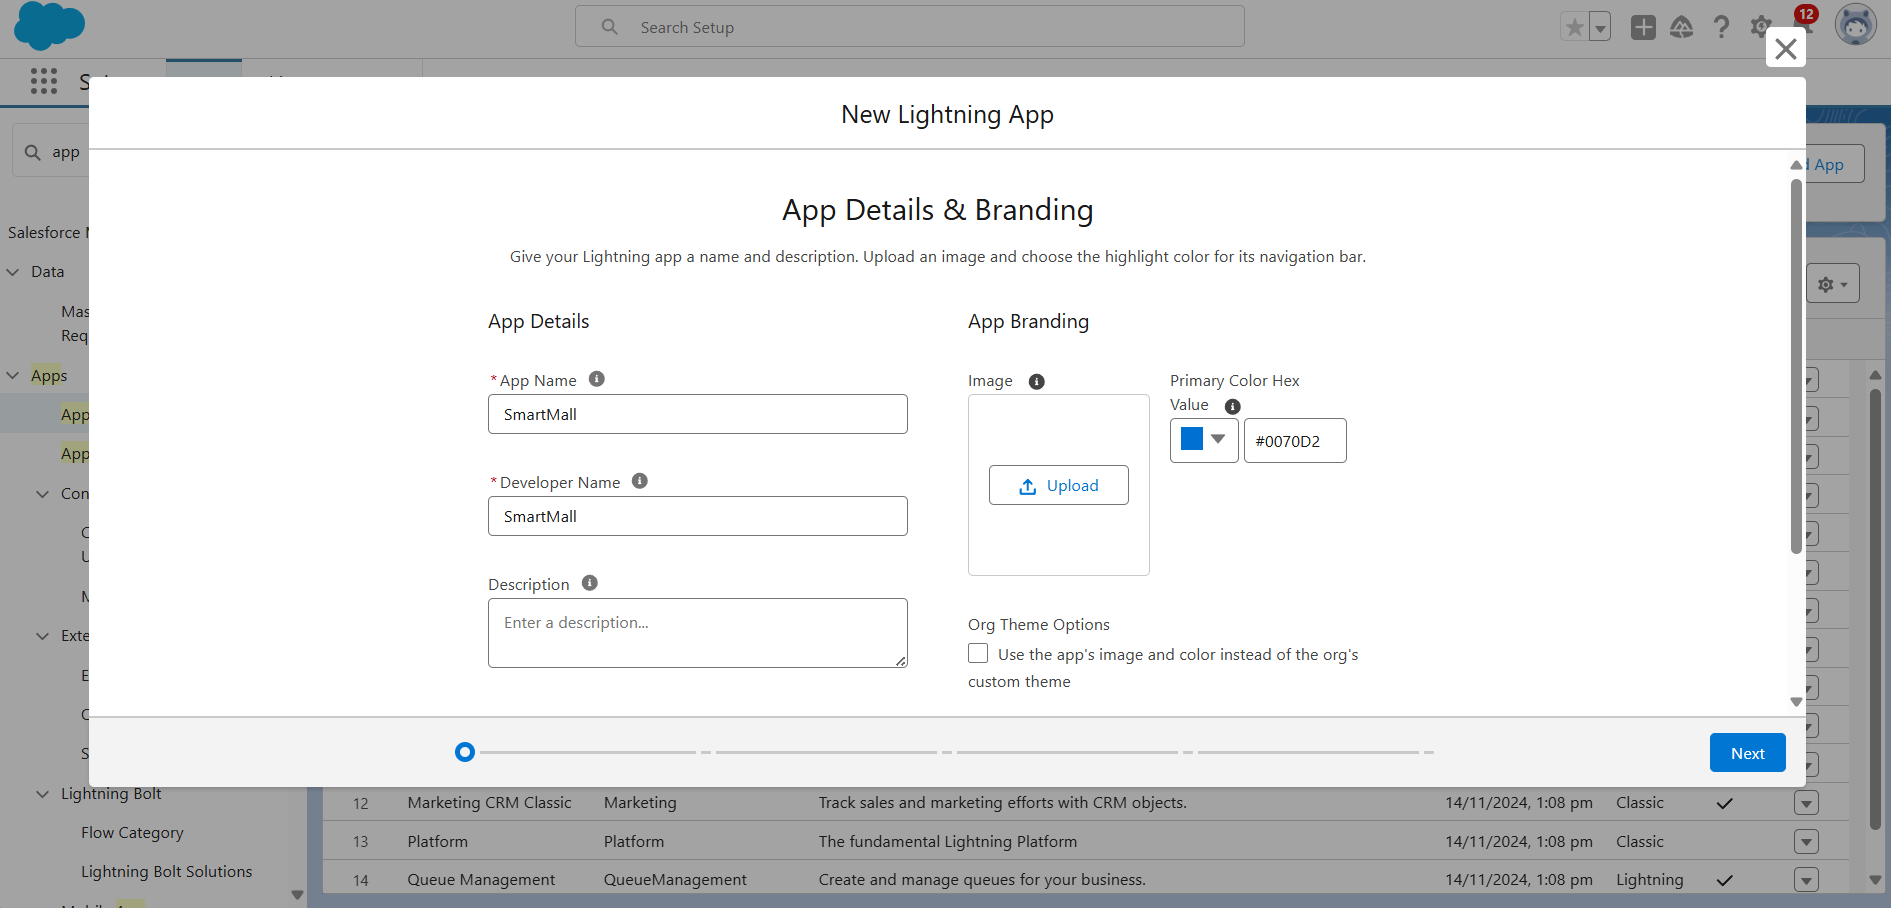 Search Setup
12
app
New Lightning App
App
App Details & Branding
Give your Lightning app a name and description. Upload an image and choose the highlight color for its navigation bar.
Salesforce
Data
Apps
App
App
Lightning Bolt
Flow Category
Lightning Bolt Solutions
App Details
*App Name
SmartMall
*Developer Name
SmartMall
Description
Enter a description...
App Branding
Image
Upload
Primary Color Hex
Value
#0070D2
Org Theme Options
Use the app's image and color instead of the org's
custom theme
Next
12 Marketing CRM Classic Marketing Track sales and marketing efforts with CRM objects. 14/11/2024, 1:08 pm Classic
13 Platform Platform The fundamental Lightning Platform 14/11/2024, 1:08 pm Classic
14 Queue Management QueueManagement Create and manage queues for your business. 14/11/2024, 1:08 pm Lightning